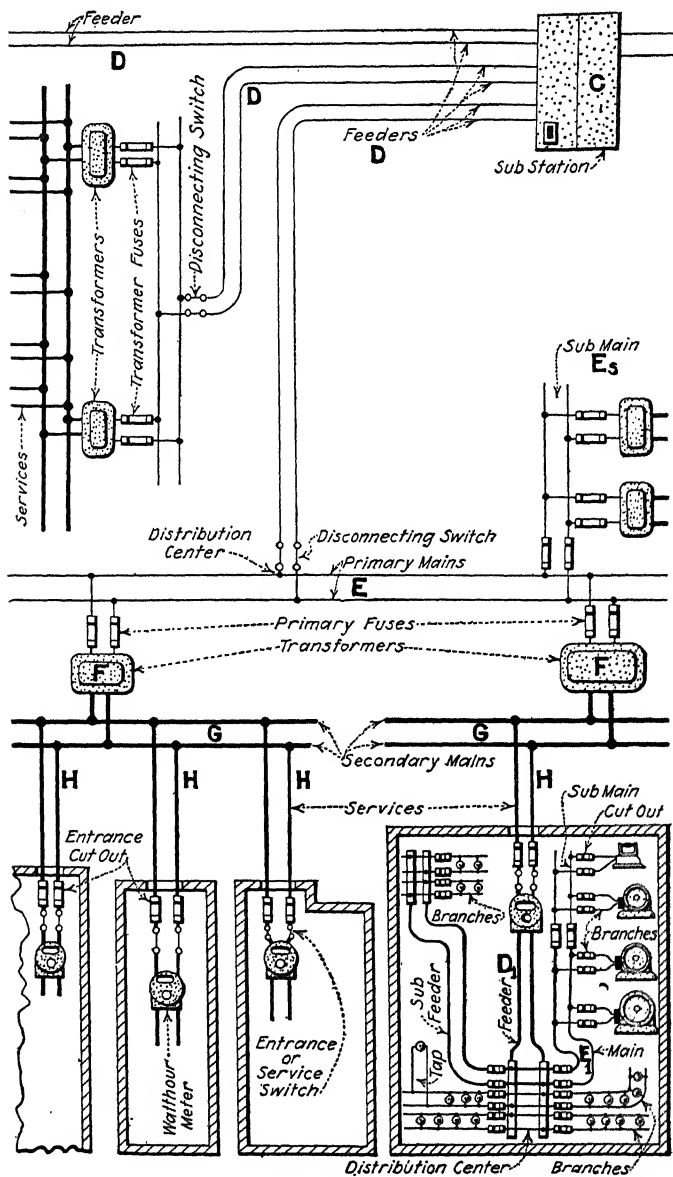 Feeder
D
D
Feeders
D
C
Sub Station
Disconnecting Switch
Transformers
Transformer Fuses
Services
Sub Main
Es
Distribution
Center
Disconnecting Switch
Primary Mains
E
Primary Fuses
Transformers
F
F
G
G
Secondary Mains
H
H
H
H
Services
Entrance
Cut Out
Sub Main
Cut Out
Branches
Branches
D1
Sub
Feeder
Feeder
Entrance
or
Service
Switch
Watthour
Meter
Tap
E1
Main
Distribution Center
Branches